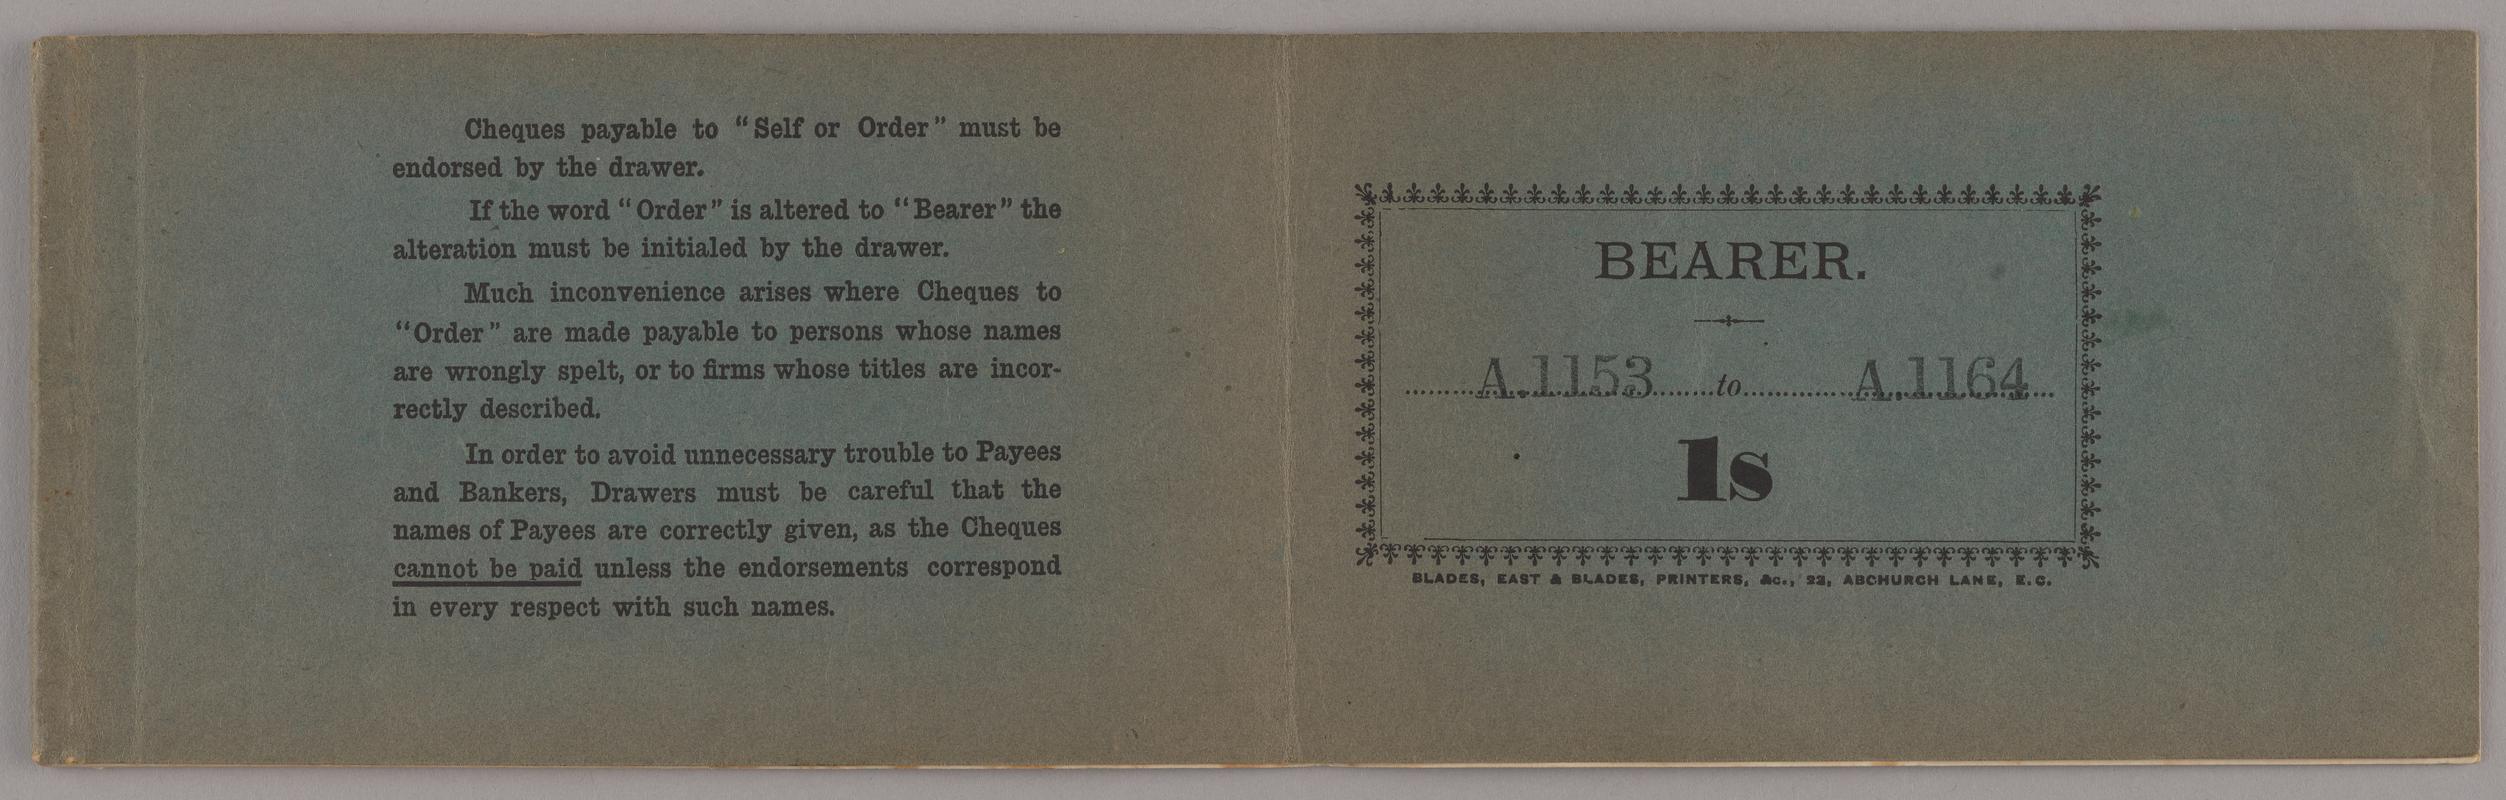 Cheques payable to "Self or Order" must be
endorsed by the drawer.
If the word "Order" is altered to "Bearer" the
alteration must be initialed by the drawer.
Much inconvenience arises where Cheques to
"Order" are made payable to persons whose names
are wrongly spelt, or to firms whose titles are incor-
rectly described.
In order to avoid unnecessary trouble to Payees
and Bankers, Drawers must be careful that the
names of Payees are correctly given, as the Cheques
cannot be paid unless the endorsements correspond
in every respect with such names.
BEARER.
A.1153 to A.1164
1s
BLADES, EAST & BLADES, PRINTERS, &c., 23, ABCHURCH LANE, E.C.